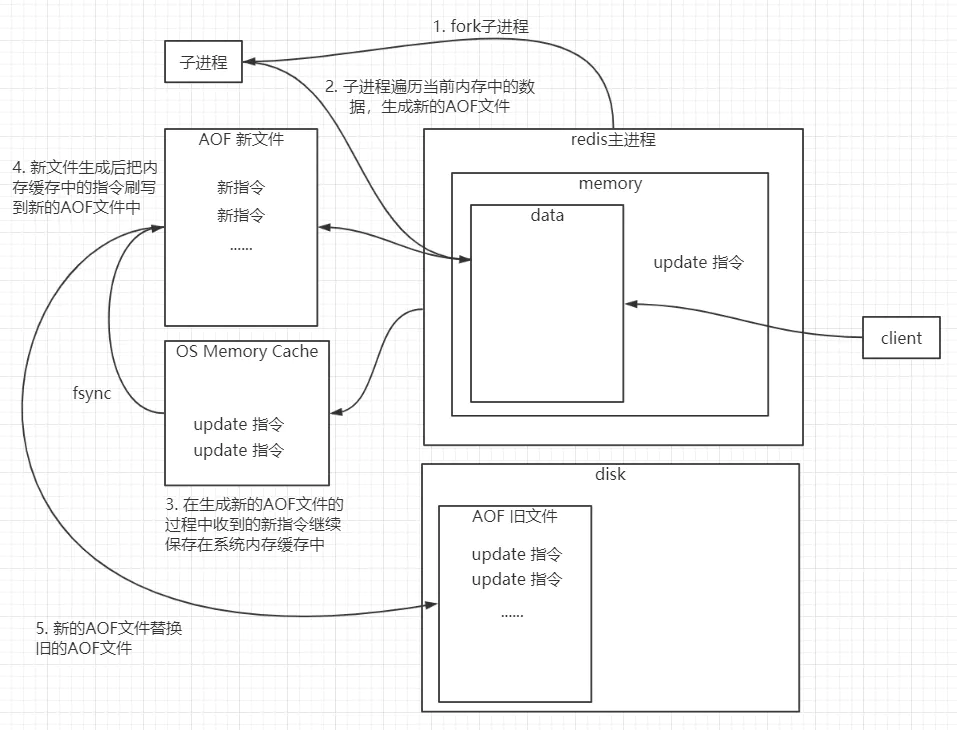 1. fork子进程
子进程
2. 子进程遍历当前内存中的数
据，生成新的AOF文件
AOF 新文件
新指令
新指令
......
4. 新文件生成后把内
存缓存中的指令刷写
到新的AOF文件中
redis主进程
memory
data
update 指令
client
OS Memory Cache
update 指令
update 指令
fsync
3. 在生成新的AOF文件的
过程中收到的新指令继续
保存在系统内存缓存中
disk
AOF 旧文件
update 指令
update 指令
......
5. 新的AOF文件替换
旧的AOF文件